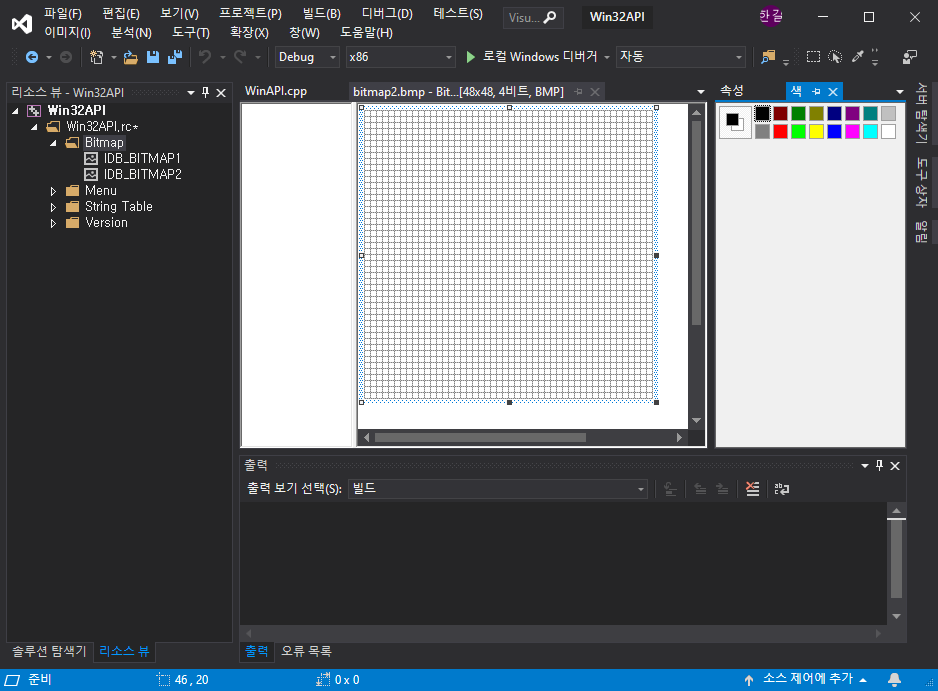 파일(F) 편집(E) 보기(V) 프로젝트(P) 빌드(B) 디버그(D) 테스트(S)
이미지(I) 분석(N) 도구(T) 확장(X) 창(W) 도움말(H)
Visu...
Win32API
한길
Debug
x86
로컬 Windows 디버거
자동
리소스 뷰 - Win32API
Win32API
Win32API.rc*
Bitmap
IDB_BITMAP1
IDB_BITMAP2
Menu
String Table
Version
솔루션 탐색기 리소스 뷰
WinAPI.cpp
bitmap2.bmp - Bit...[48x48, 4비트, BMP]
속성 색
서버 탐색기
도구 상자
알림
출력
출력 보기 선택(S): 빌드
출력 오류 목록
준비
46, 20
0 x 0
소스 제어에 추가